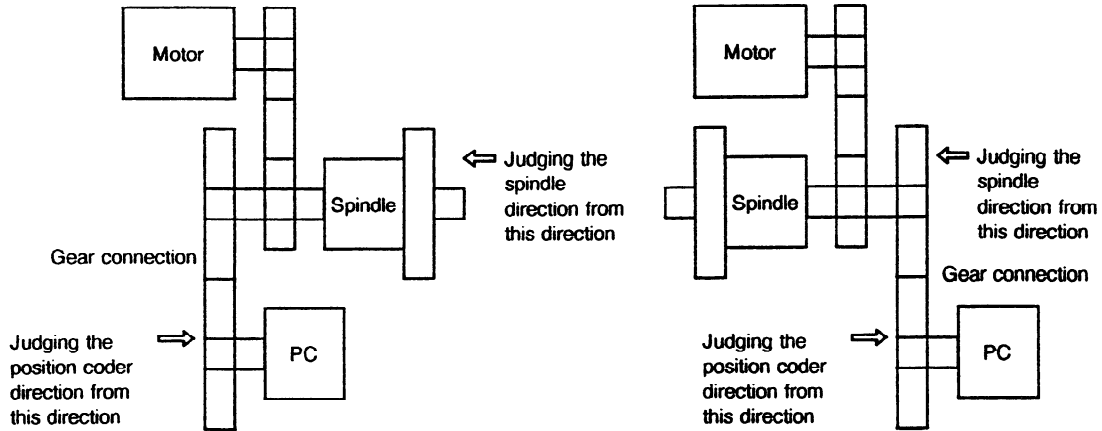 Motor
Judging the
spindle
direction from
this direction
Spindle
Gear connection
PC
Judging the
position coder
direction from
this direction
Motor
Judging the
spindle
direction from
this direction
Spindle
Gear connection
PC
Judging the
position coder
direction from
this direction